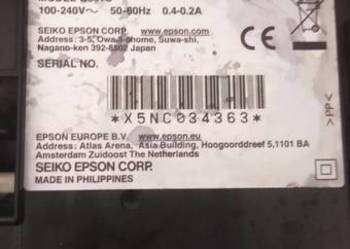 100-240V~ 50-60Hz 0.4-0.2A
SEIKO EPSON CORP. www.epson.com
Address: 3-5, Owa 3-chome, Suwa-shi,
Nagano-ken 392-8502 Japan
CE
SERIAL NO.
*X5NC034363*
EPSON EUROPE B.V. www.epson.eu
Address: Atlas Arena, Asia Building, Hoogoorddreef 5,1101 BA
Amsterdam Zuidoost The Netherlands
SEIKO EPSON CORP.
MADE IN PHILIPPINES
>PP<